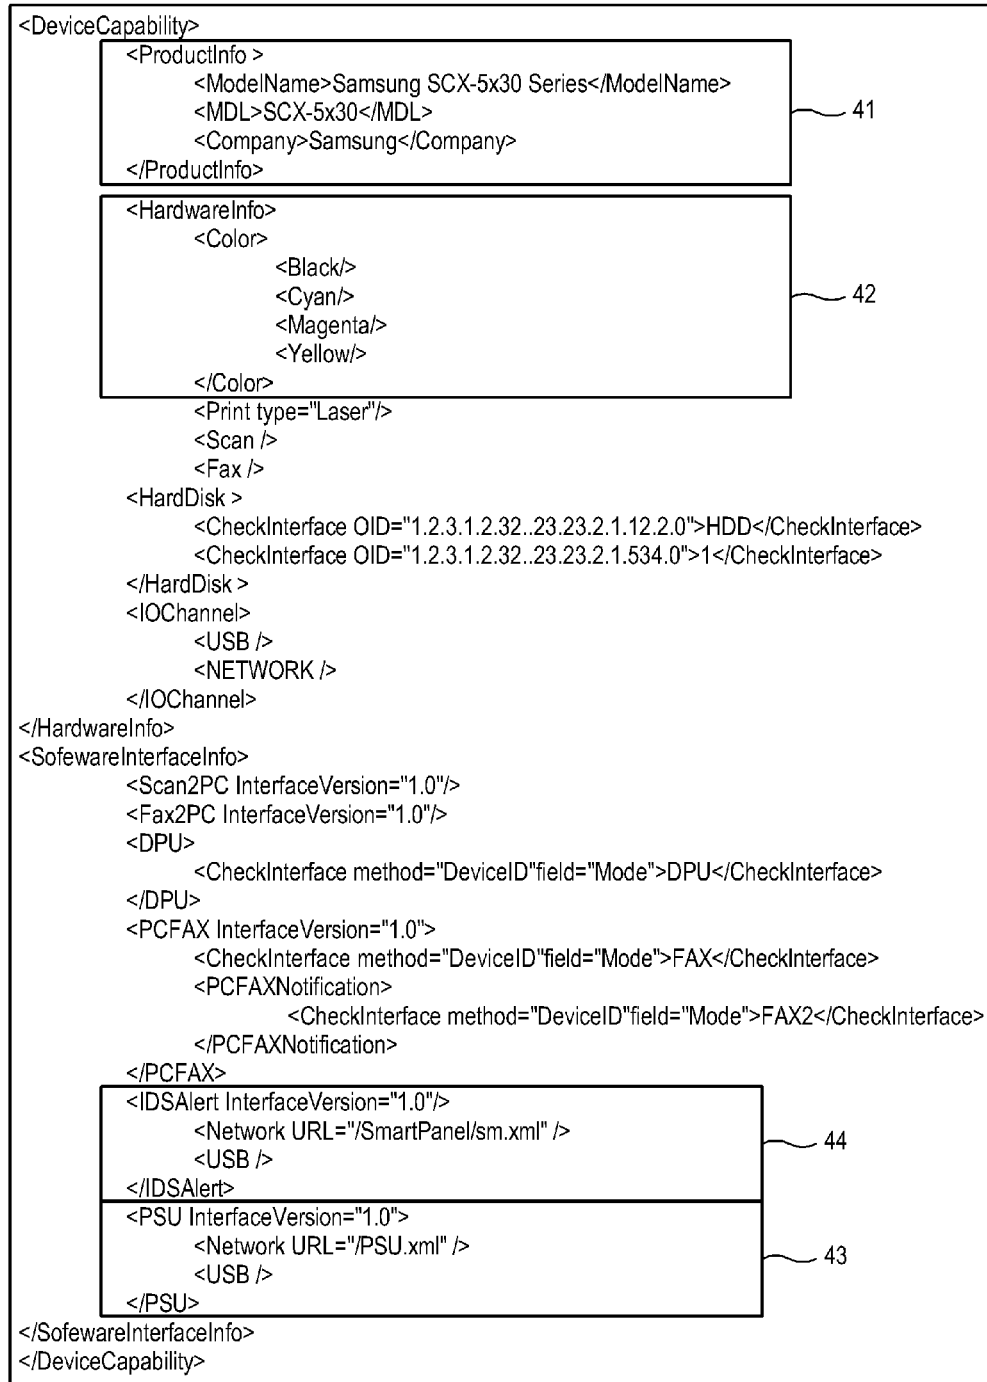 <DeviceCapability>
<ProductInfo >
<ModelName>Samsung SCX-5x30 Series</ModelName>
<MDL>SCX-5x30</MDL>
<Company>Samsung</Company>
</ProductInfo>
41
<HardwareInfo>
<Color>
<Black/>
<Cyan/>
<Magenta/>
<Yellow/>
</Color>
42
<Print type="Laser"/>
<Scan />
<Fax />
<HardDisk >
<CheckInterface OID="1.2.3.1.2.32..23.23.2.1.12.2.0">HDD</CheckInterface>
<CheckInterface OID="1.2.3.1.2.32..23.23.2.1.534.0">1</CheckInterface>
</HardDisk >
<IOChannel>
<USB />
<NETWORK />
</IOChannel>
</HardwareInfo>
<SofewareInterfaceInfo>
<Scan2PC InterfaceVersion="1.0"/>
<Fax2PC InterfaceVersion="1.0"/>
<DPU>
<CheckInterface method="DeviceID"field="Mode">DPU</CheckInterface>
</DPU>
<PCFAX InterfaceVersion="1.0">
<CheckInterface method="DeviceID"field="Mode">FAX</CheckInterface>
<PCFAXNotification>
<CheckInterface method="DeviceID"field="Mode">FAX2</CheckInterface>
</PCFAXNotification>
</PCFAX>
<IDSAlert InterfaceVersion="1.0"/>
<Network URL="/SmartPanel/sm.xml" />
<USB />
</IDSAlert>
44
<PSU InterfaceVersion="1.0">
<Network URL="/PSU.xml" />
<USB />
</PSU>
43
</SofewareInterfaceInfo>
</DeviceCapability>